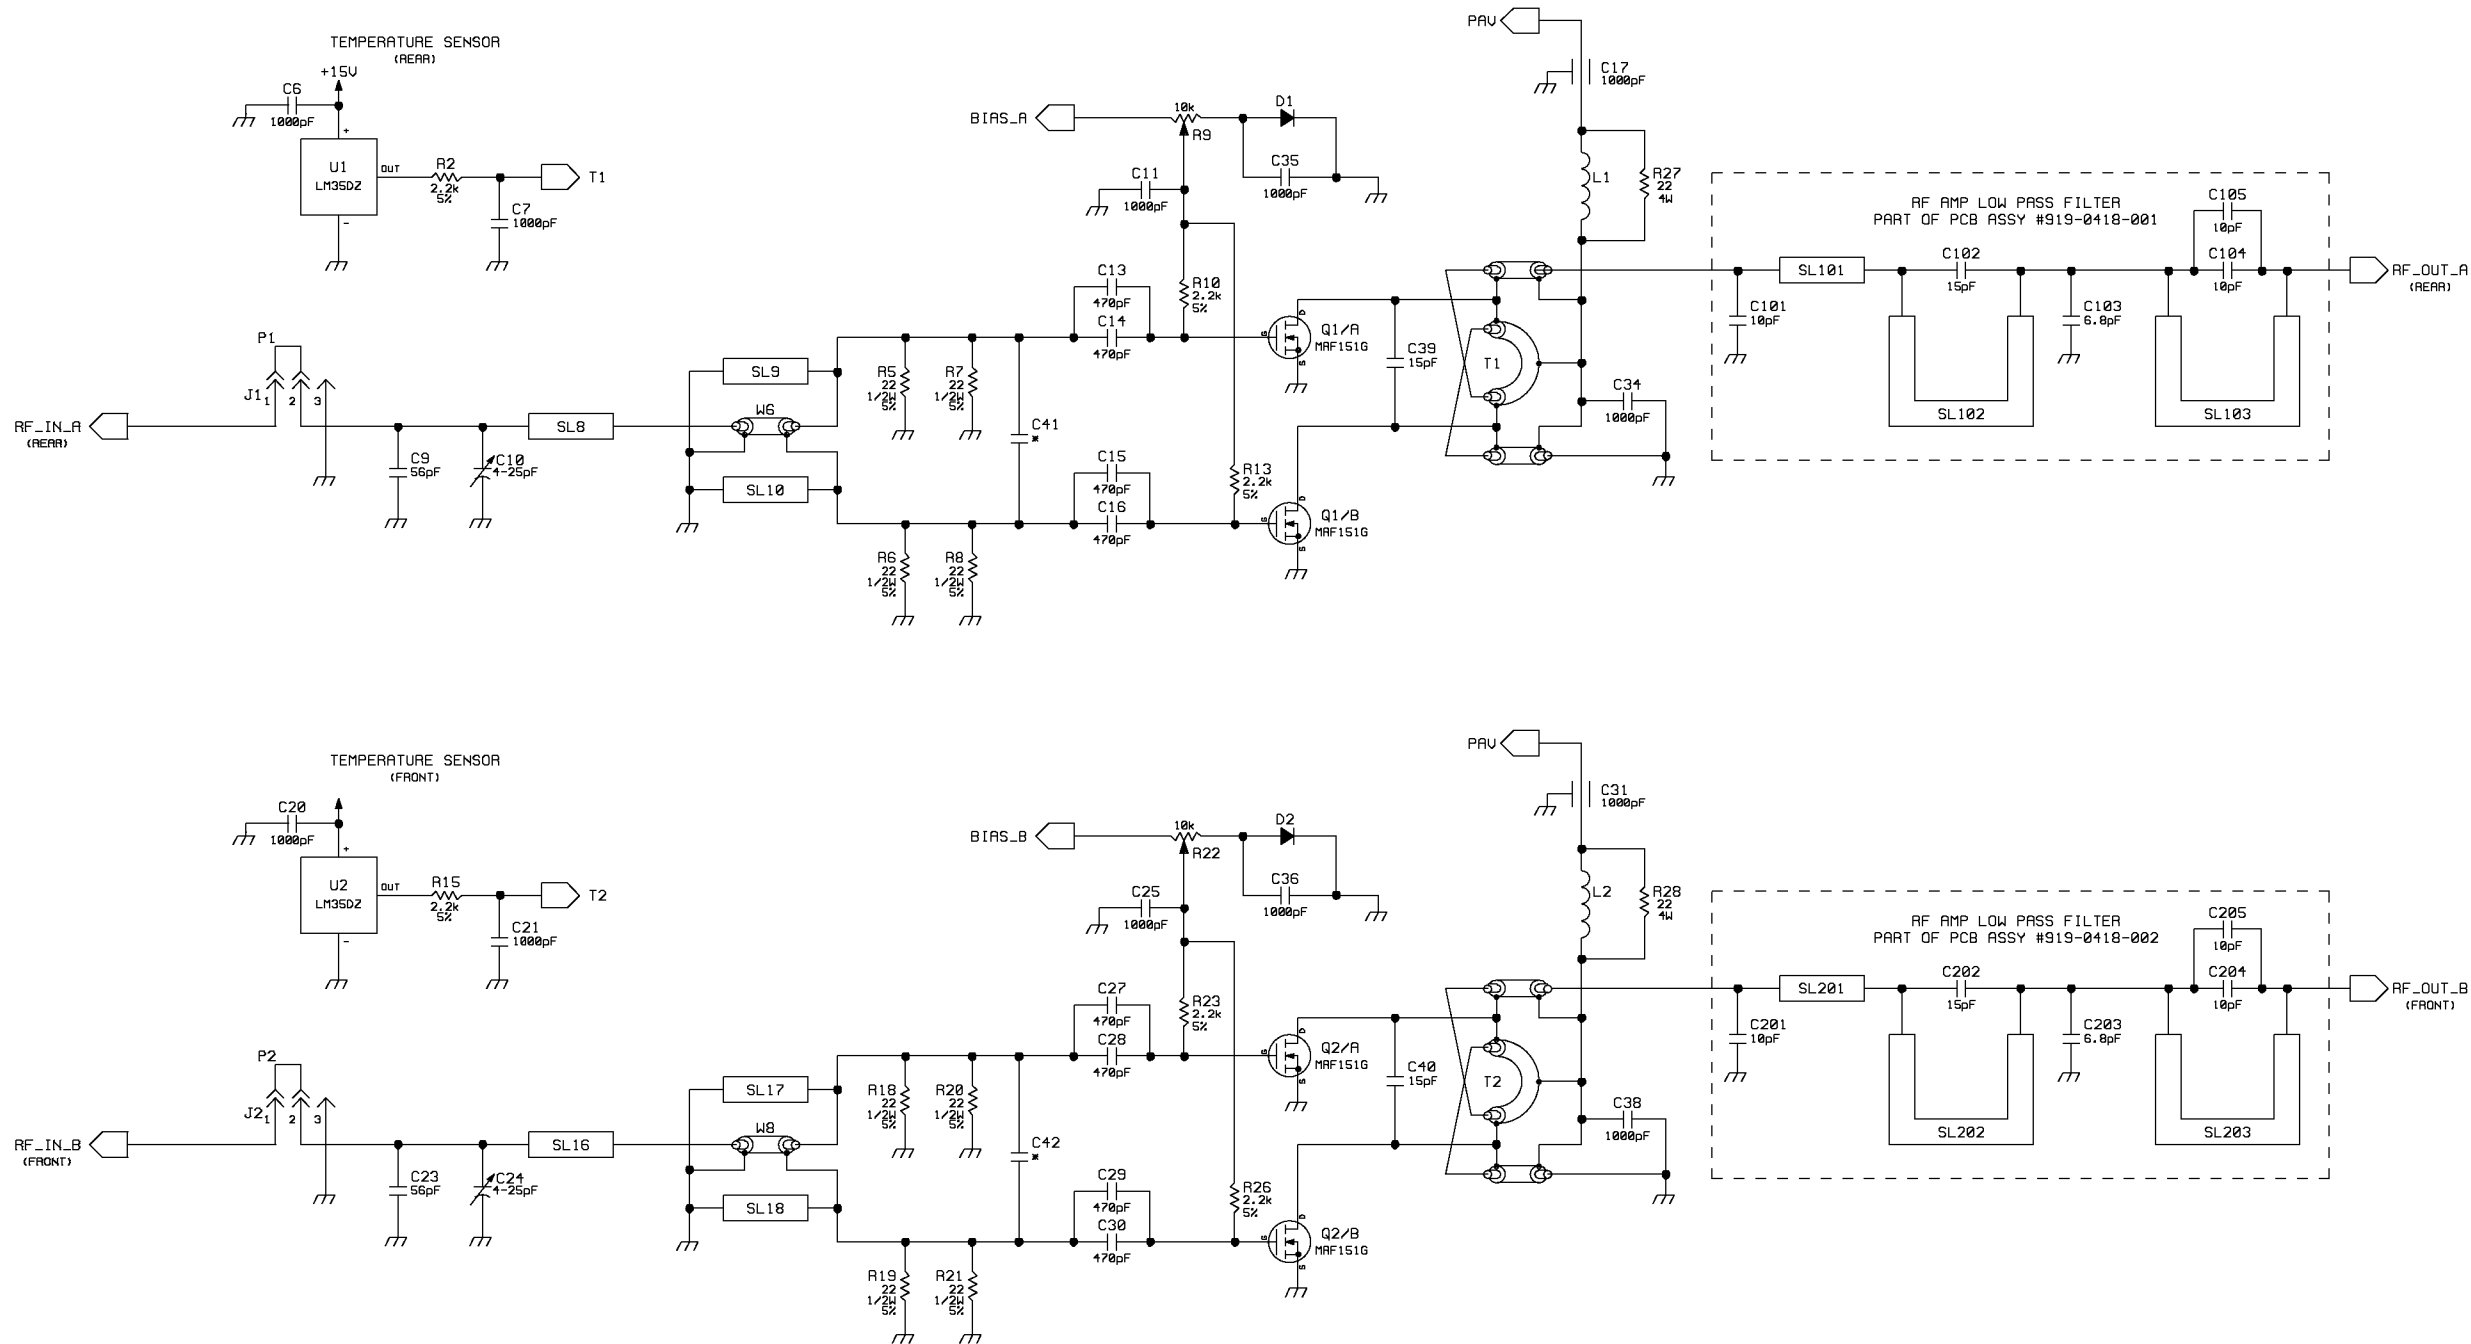 TEMPERATURE SENSOR
(REAR)
+15V
C6
1000pF
+
U1
LM35DZ
OUT
-
R2
2.2k
5%
T1
C7
1000pF
BIAS_A
10k
R9
D1
C35
1000pF
C11
1000pF
PAV
C17
1000pF
L1
R27
22
4W
RF AMP LOW PASS FILTER
PART OF PCB ASSY #919-0418-001
C105
10pF
SL101
C102
15pF
C104
10pF
RF_OUT_A
(REAR)
C101
10pF
C103
6.8pF
SL102
SL103
P1
J1
1
2
3
RF_IN_A
(REAR)
C9
56pF
C10
4-25pF
SL8
SL9
W6
SL10
R5
22
1/2W
5%
R7
22
1/2W
5%
C41
*
C13
470pF
C14
470pF
R10
2.2k
5%
G
D
S
Q1/A
MRF151G
C39
15pF
T1
C34
1000pF
C15
470pF
C16
470pF
R13
2.2k
5%
G
D
S
Q1/B
MRF151G
R6
22
1/2W
5%
R8
22
1/2W
5%
TEMPERATURE SENSOR
(FRONT)
C20
1000pF
+
U2
LM35DZ
OUT
-
R15
2.2k
5%
T2
C21
1000pF
BIAS_B
10k
R22
D2
C36
1000pF
C25
1000pF
PAV
C31
1000pF
L2
R28
22
4W
RF AMP LOW PASS FILTER
PART OF PCB ASSY #919-0418-002
C205
10pF
SL201
C202
15pF
C204
10pF
RF_OUT_B
(FRONT)
C201
10pF
C203
6.8pF
SL202
SL203
P2
J2
1
2
3
RF_IN_B
(FRONT)
C23
56pF
C24
4-25pF
SL16
SL17
W8
SL18
R18
22
1/2W
5%
R20
22
1/2W
5%
C42
*
C27
470pF
C28
470pF
R23
2.2k
5%
G
D
S
Q2/A
MRF151G
C40
15pF
T2
C38
1000pF
C29
470pF
C30
470pF
R26
2.2k
5%
G
D
S
Q2/B
MRF151G
R19
22
1/2W
5%
R21
22
1/2W
5%